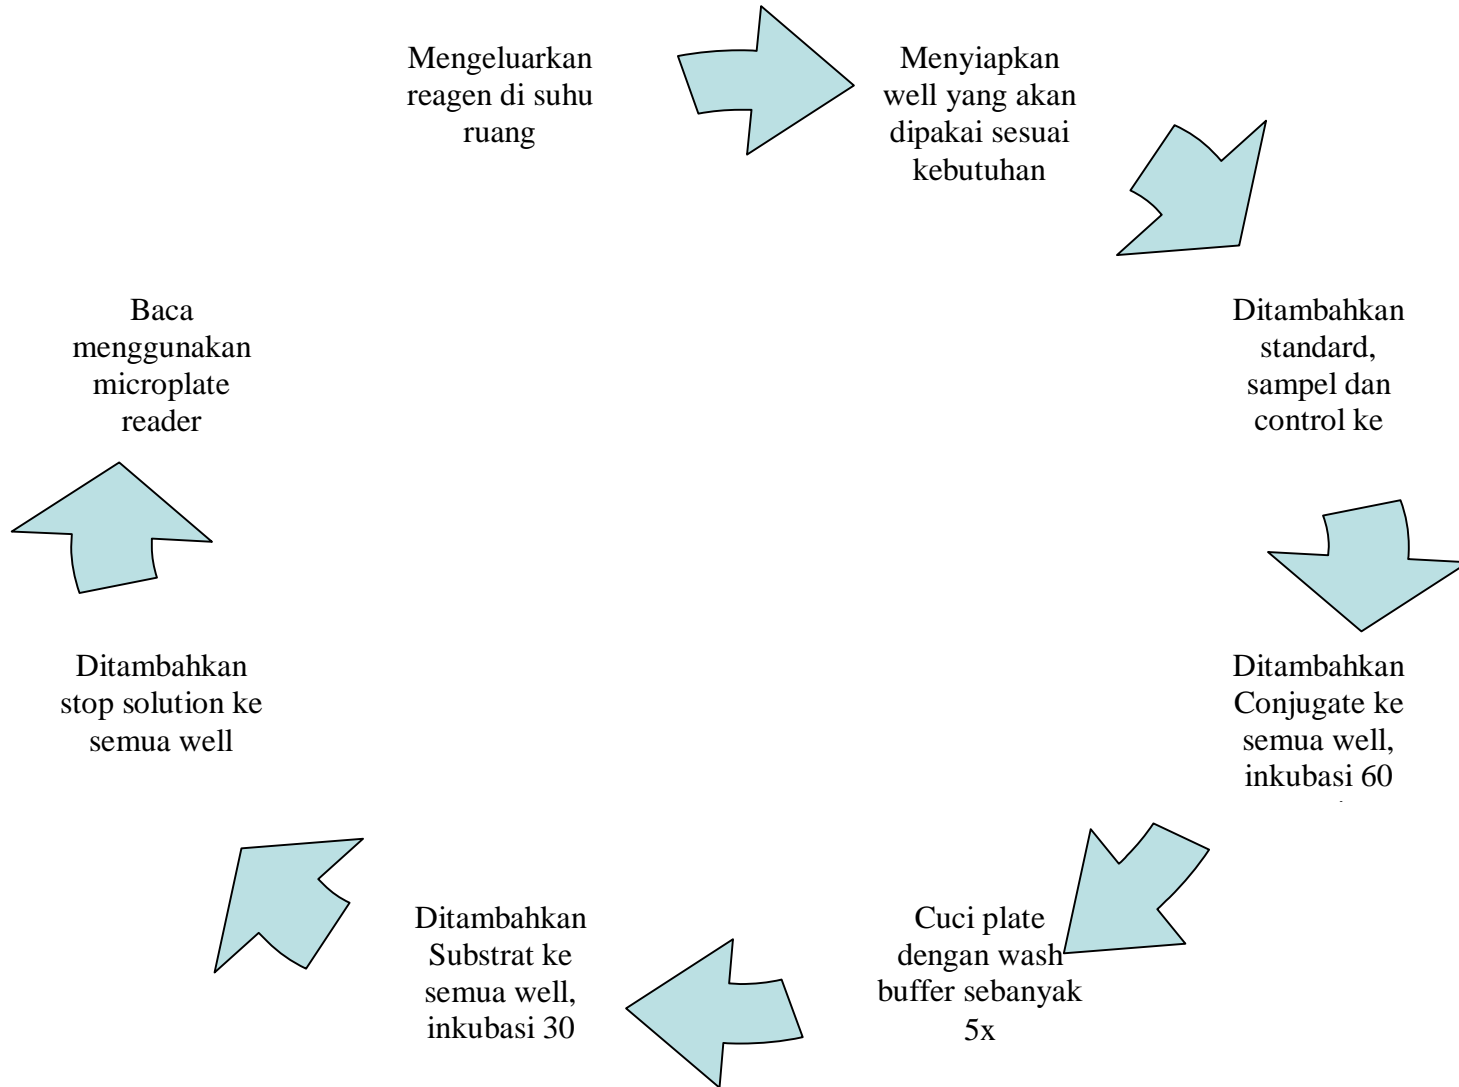 Mengeluarkan
reagen di suhu
ruang
Menyiapkan
well yang akan
dipakai sesuai
kebutuhan
Ditambahkan
standard,
sampel dan
control ke
Ditambahkan
Conjugate ke
semua well,
inkubasi 60
Cuci plate
dengan wash
buffer sebanyak
5x
Ditambahkan
Substrat ke
semua well,
inkubasi 30
Ditambahkan
stop solution ke
semua well
Baca
menggunakan
microplate
reader